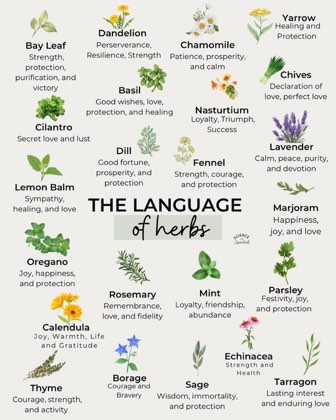 Bay Leaf
Strength,
protection,
purification, and
victory
Dandelion
Perserverance,
Resilience, Strength
Chamomile
Patience, prosperity,
and calm
Yarrow
Healing and
Protection
Basil
Good wishes, love,
protection, and healing
Nasturtium
Loyalty, Triumph,
Success
Chives
Declaration of
love, perfect love
Cilantro
Secret love and lust
Dill
Good fortune,
prosperity, and
protection
Fennel
Strength, courage,
and protection
Lavender
Calm, peace, purity,
and devotion
Lemon Balm
Sympathy,
healing, and love
THE LANGUAGE
of herbs
Marjoram
Happiness,
joy, and love
Oregano
Joy, happiness,
and protection
Rosemary
Remembrance,
love, and fidelity
Mint
Loyalty, friendship,
abundance
Parsley
Festivity, joy,
and protection
Calendula
Joy, Warmth, Life
and Gratitude
Echinacea
Strength and
Health
Thyme
Courage, strength,
and activity
Borage
Courage and
Bravery
Sage
Wisdom, immortality,
and protection
Tarragon
Lasting interest
and enduring love